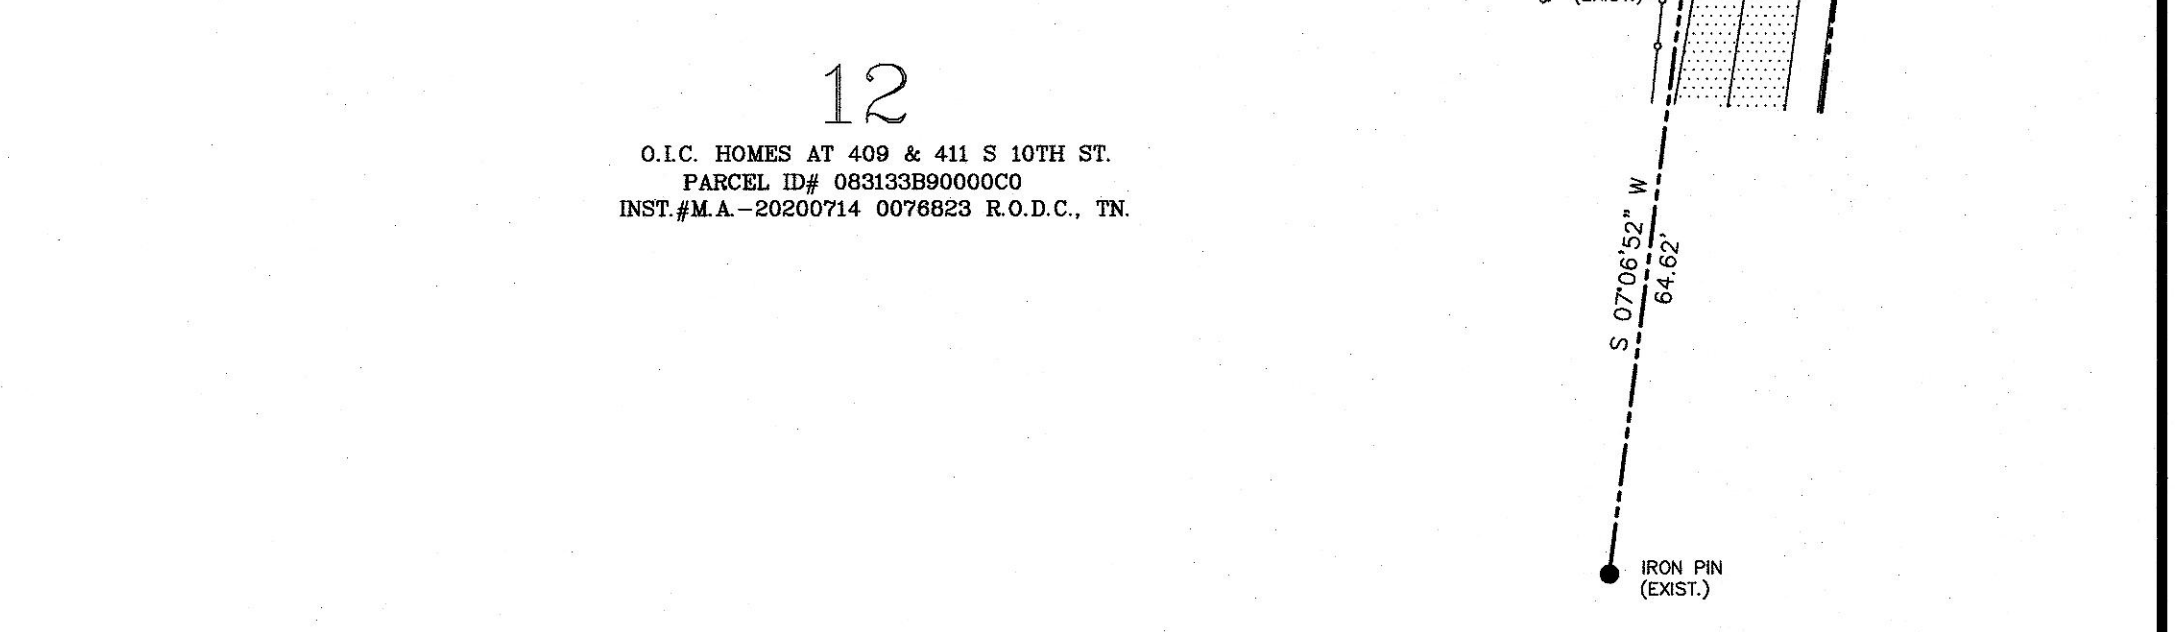 (EXIST.)
12
O.I.C. HOMES AT 409 & 411 S 10TH ST.
PARCEL ID# 083133B90000C0
INST.#M.A.-20200714 0076823 R.O.D.C., TN.
S 07°06'52" W
64.62'
IRON PIN
(EXIST.)